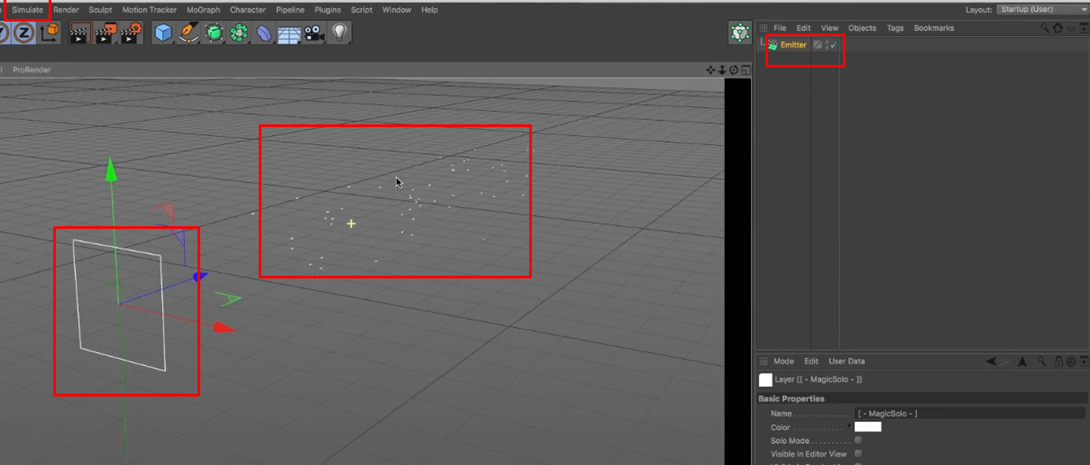 Simulate Render Sculpt Motion Tracker MoGraph Character Pipeline Plugins Script Window Help Layout: Startup (User)
File Edit View Objects Tags Bookmarks
Emitter
ProRender
Mode Edit User Data
Layer [[ - MagicSolo - ]]
Basic Properties
Name [ - MagicSolo - ]
Color
Solo Mode
Visible in Editor View